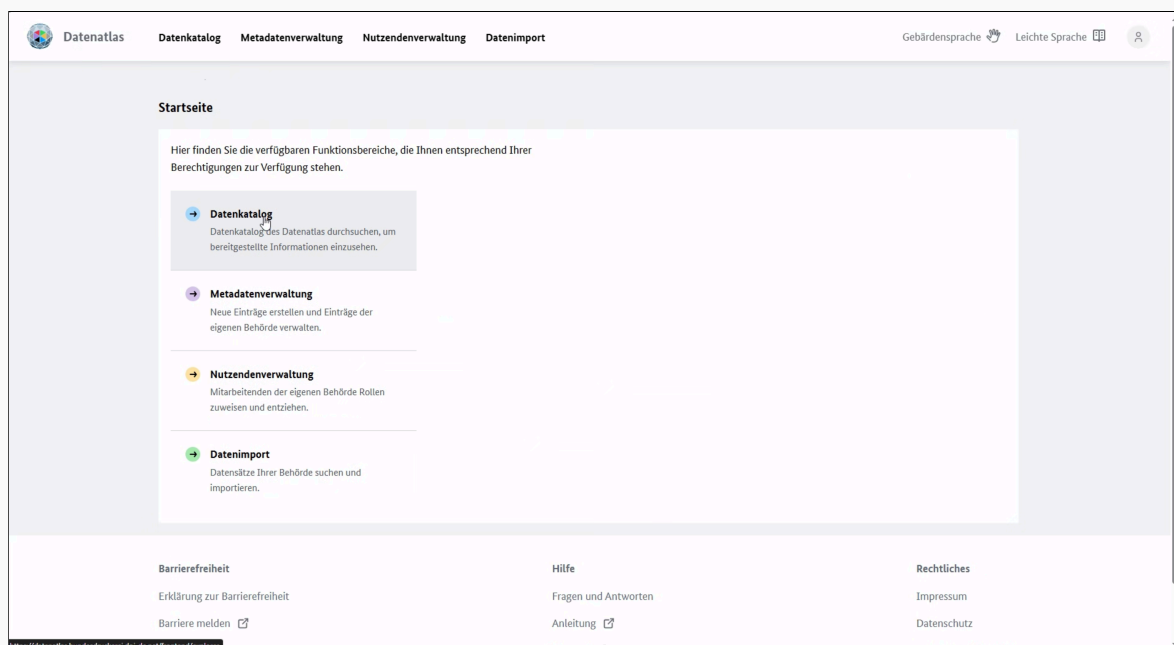 Datenatlas
Datenkatalog
Metadatenverwaltung
Nutzendenverwaltung
Datenimport
Gebärdensprache
Leichte Sprache
Startseite
Hier finden Sie die verfügbaren Funktionsbereiche, die Ihnen entsprechend Ihrer
Berechtigungen zur Verfügung stehen.
Datenkatalog
Datenkatalog des Datenatlas durchsuchen, um
bereitgestellte Informationen einzusehen.
Metadatenverwaltung
Neue Einträge erstellen und Einträge der
eigenen Behörde verwalten.
Nutzendenverwaltung
Mitarbeitenden der eigenen Behörde Rollen
zuweisen und entziehen.
Datenimport
Datensätze Ihrer Behörde suchen und
importieren.
Barrierefreiheit
Erklärung zur Barrierefreiheit
Barriere melden
Hilfe
Fragen und Antworten
Anleitung
Rechtliches
Impressum
Datenschutz